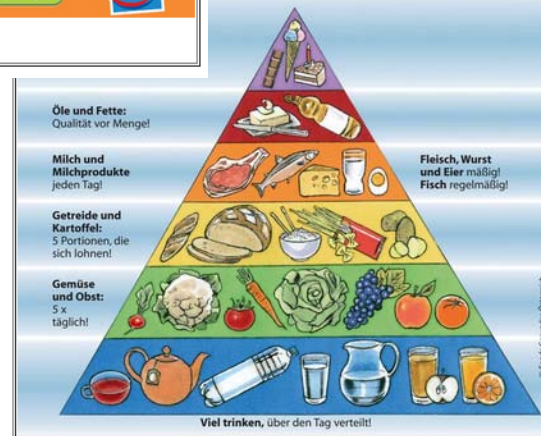 Öle und Fette:
Qualität vor Menge!
Milch und
Milchprodukte
jeden Tag!
Fleisch, Wurst
und Eier mäßig!
Fisch regelmäßig!
Getreide und
Kartoffel:
5 Portionen, die
sich lohnen!
Gemüse
und Obst:
5 x
täglich!
Viel trinken, über den Tag verteilt!